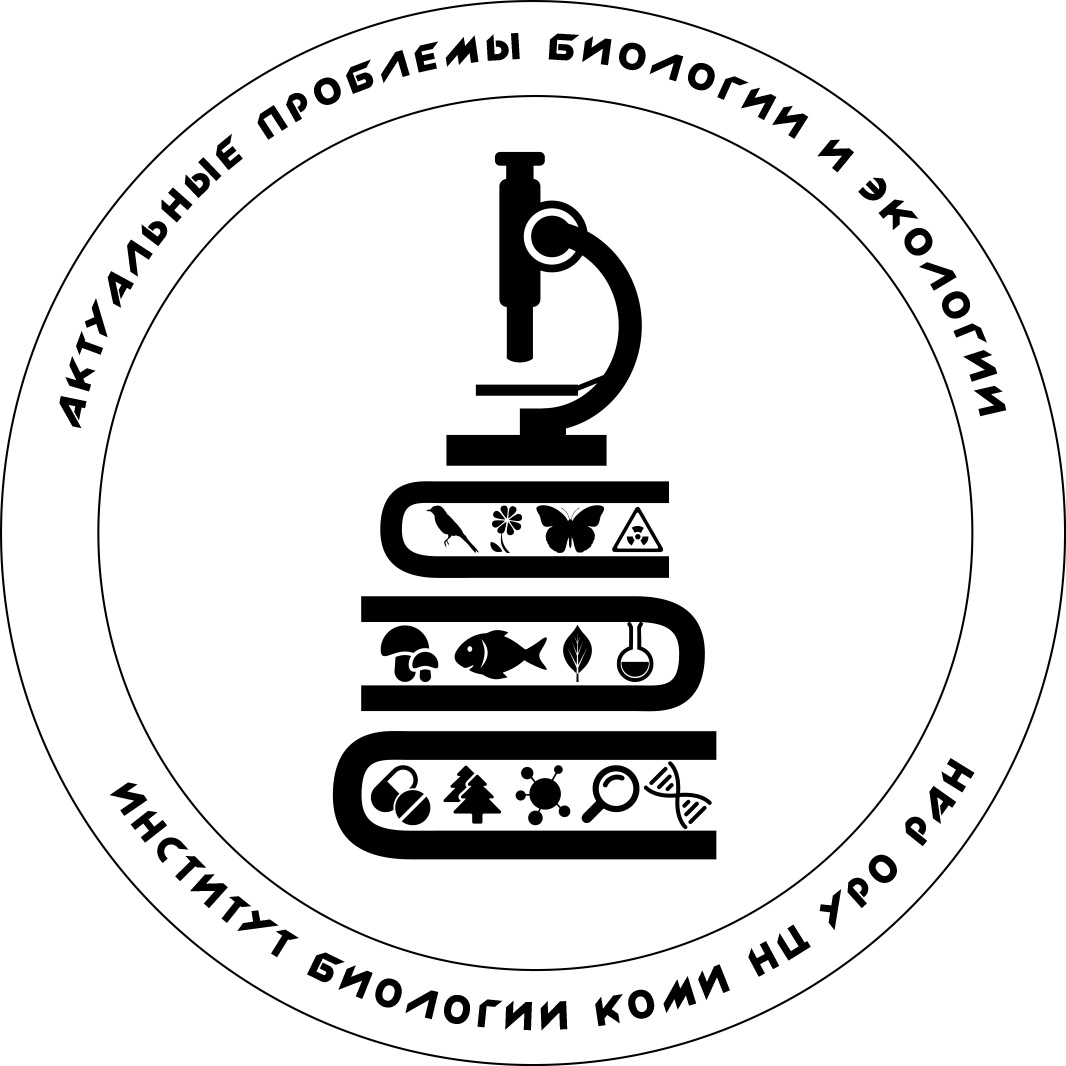 АКТУАЛЬНЫЕ ПРОБЛЕМЫ БИОЛОГИИ И ЭКОЛОГИИ
ИНСТИТУТ БИОЛОГИИ КОМИ НЦ УРО РАН